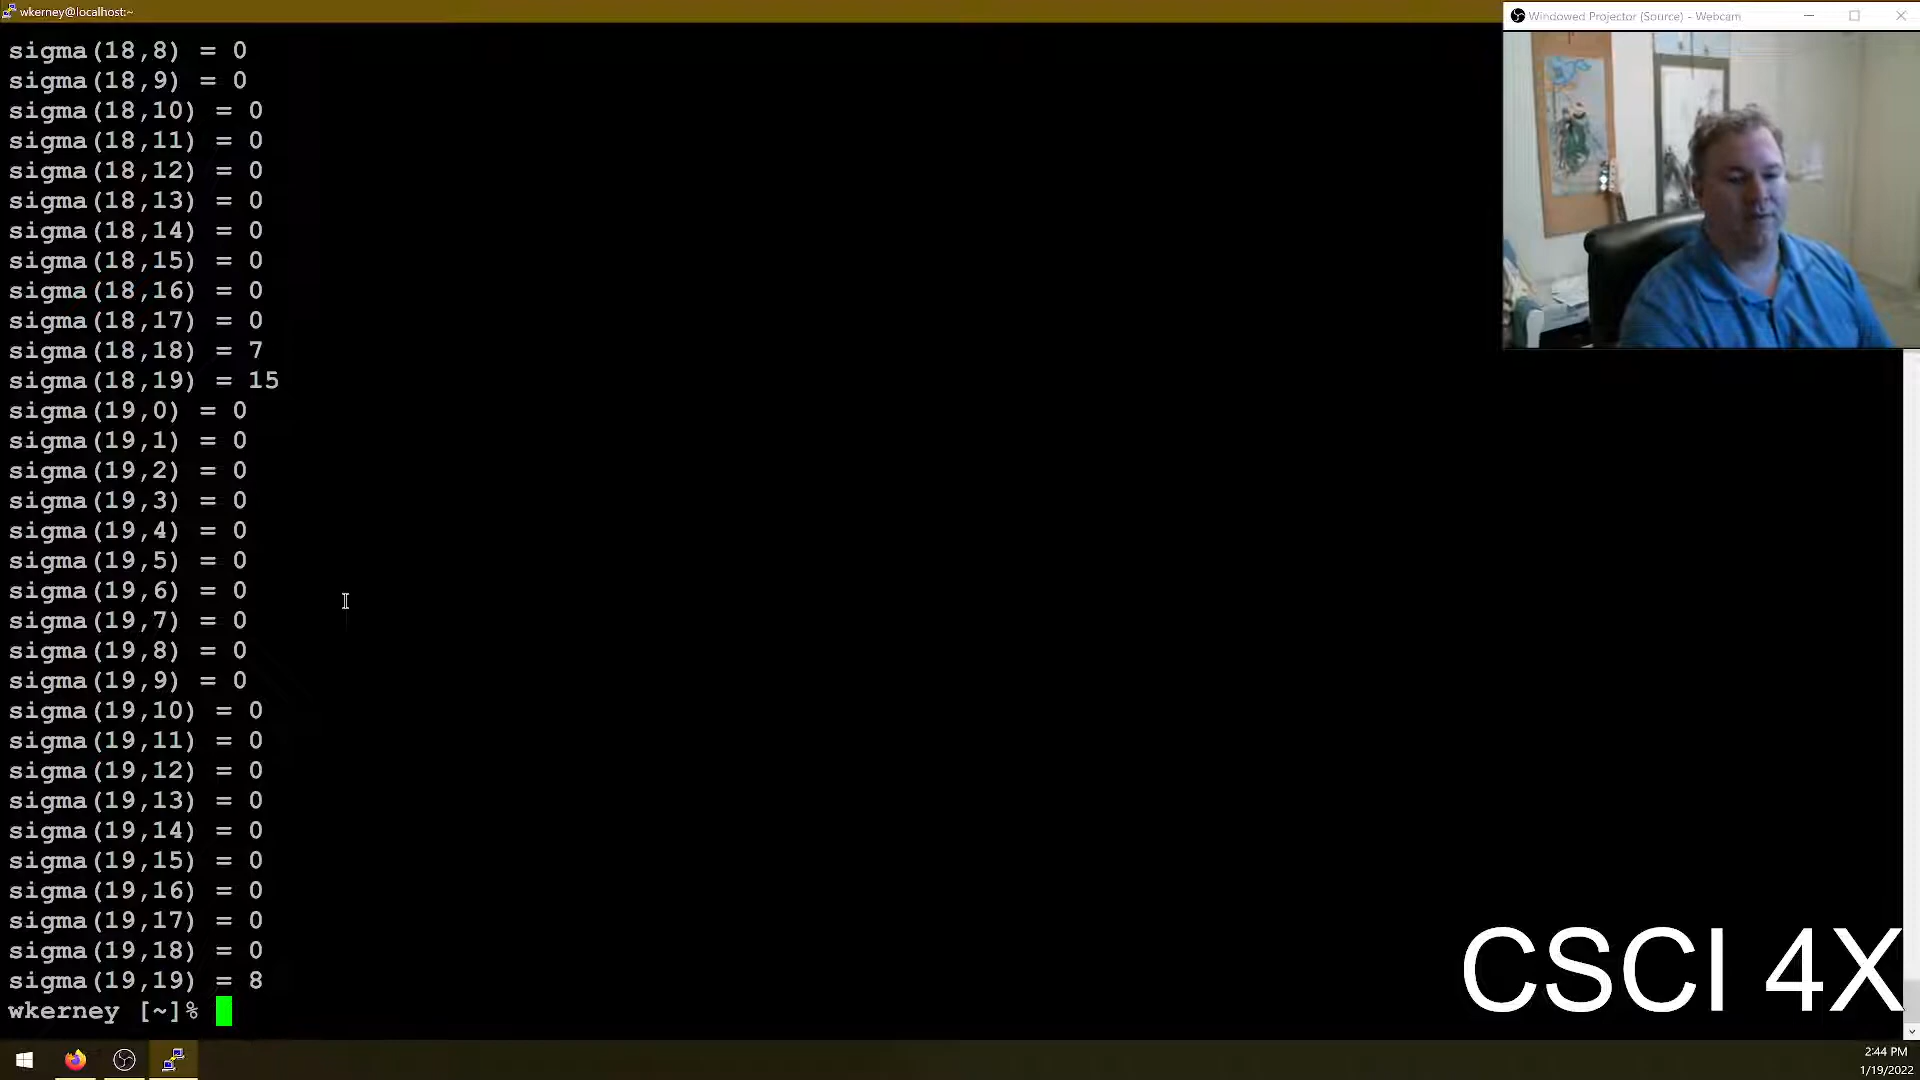 wkerney@localhost:~
Windowed Projector (Source) - Webcam
sigma(18,8) = 0
sigma(18,9) = 0
sigma(18,10) = 0
sigma(18,11) = 0
sigma(18,12) = 0
sigma(18,13) = 0
sigma(18,14) = 0
sigma(18,15) = 0
sigma(18,16) = 0
sigma(18,17) = 0
sigma(18,18) = 7
sigma(18,19) = 15
sigma(19,0) = 0
sigma(19,1) = 0
sigma(19,2) = 0
sigma(19,3) = 0
sigma(19,4) = 0
sigma(19,5) = 0
sigma(19,6) = 0
sigma(19,7) = 0
sigma(19,8) = 0
sigma(19,9) = 0
sigma(19,10) = 0
sigma(19,11) = 0
sigma(19,12) = 0
sigma(19,13) = 0
sigma(19,14) = 0
sigma(19,15) = 0
sigma(19,16) = 0
sigma(19,17) = 0
sigma(19,18) = 0
sigma(19,19) = 8
wkerney [~]%
CSCI 4X
2:44 PM
1/19/2022